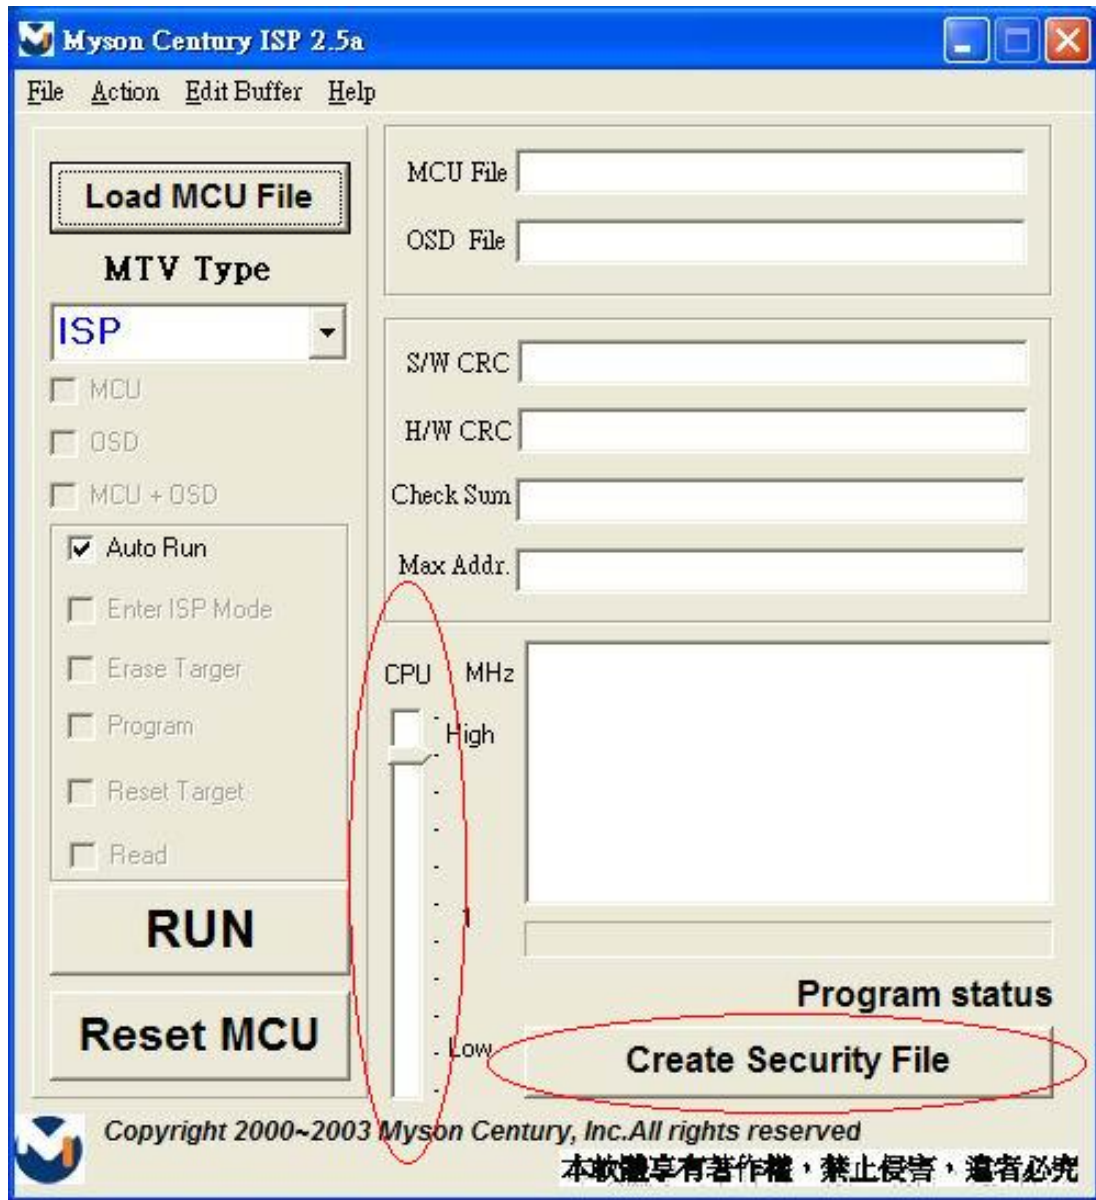 Myson Century ISP 2.5a
File Action Edit Buffer Help
Load MCU File
MTV Type
ISP
MCU
OSD
MCU + OSD
Auto Run
Enter ISP Mode
Erase Targer
Program
Reset Target
Read
RUN
Reset MCU
MCU File
OSD File
S/W CRC
H/W CRC
Check Sum
Max Addr.
CPU MHz
High
Low
Program status
Create Security File
Copyright 2000~2003 Myson Century, Inc.All rights reserved
本軟體享有著作權，禁止侵害，違者必究